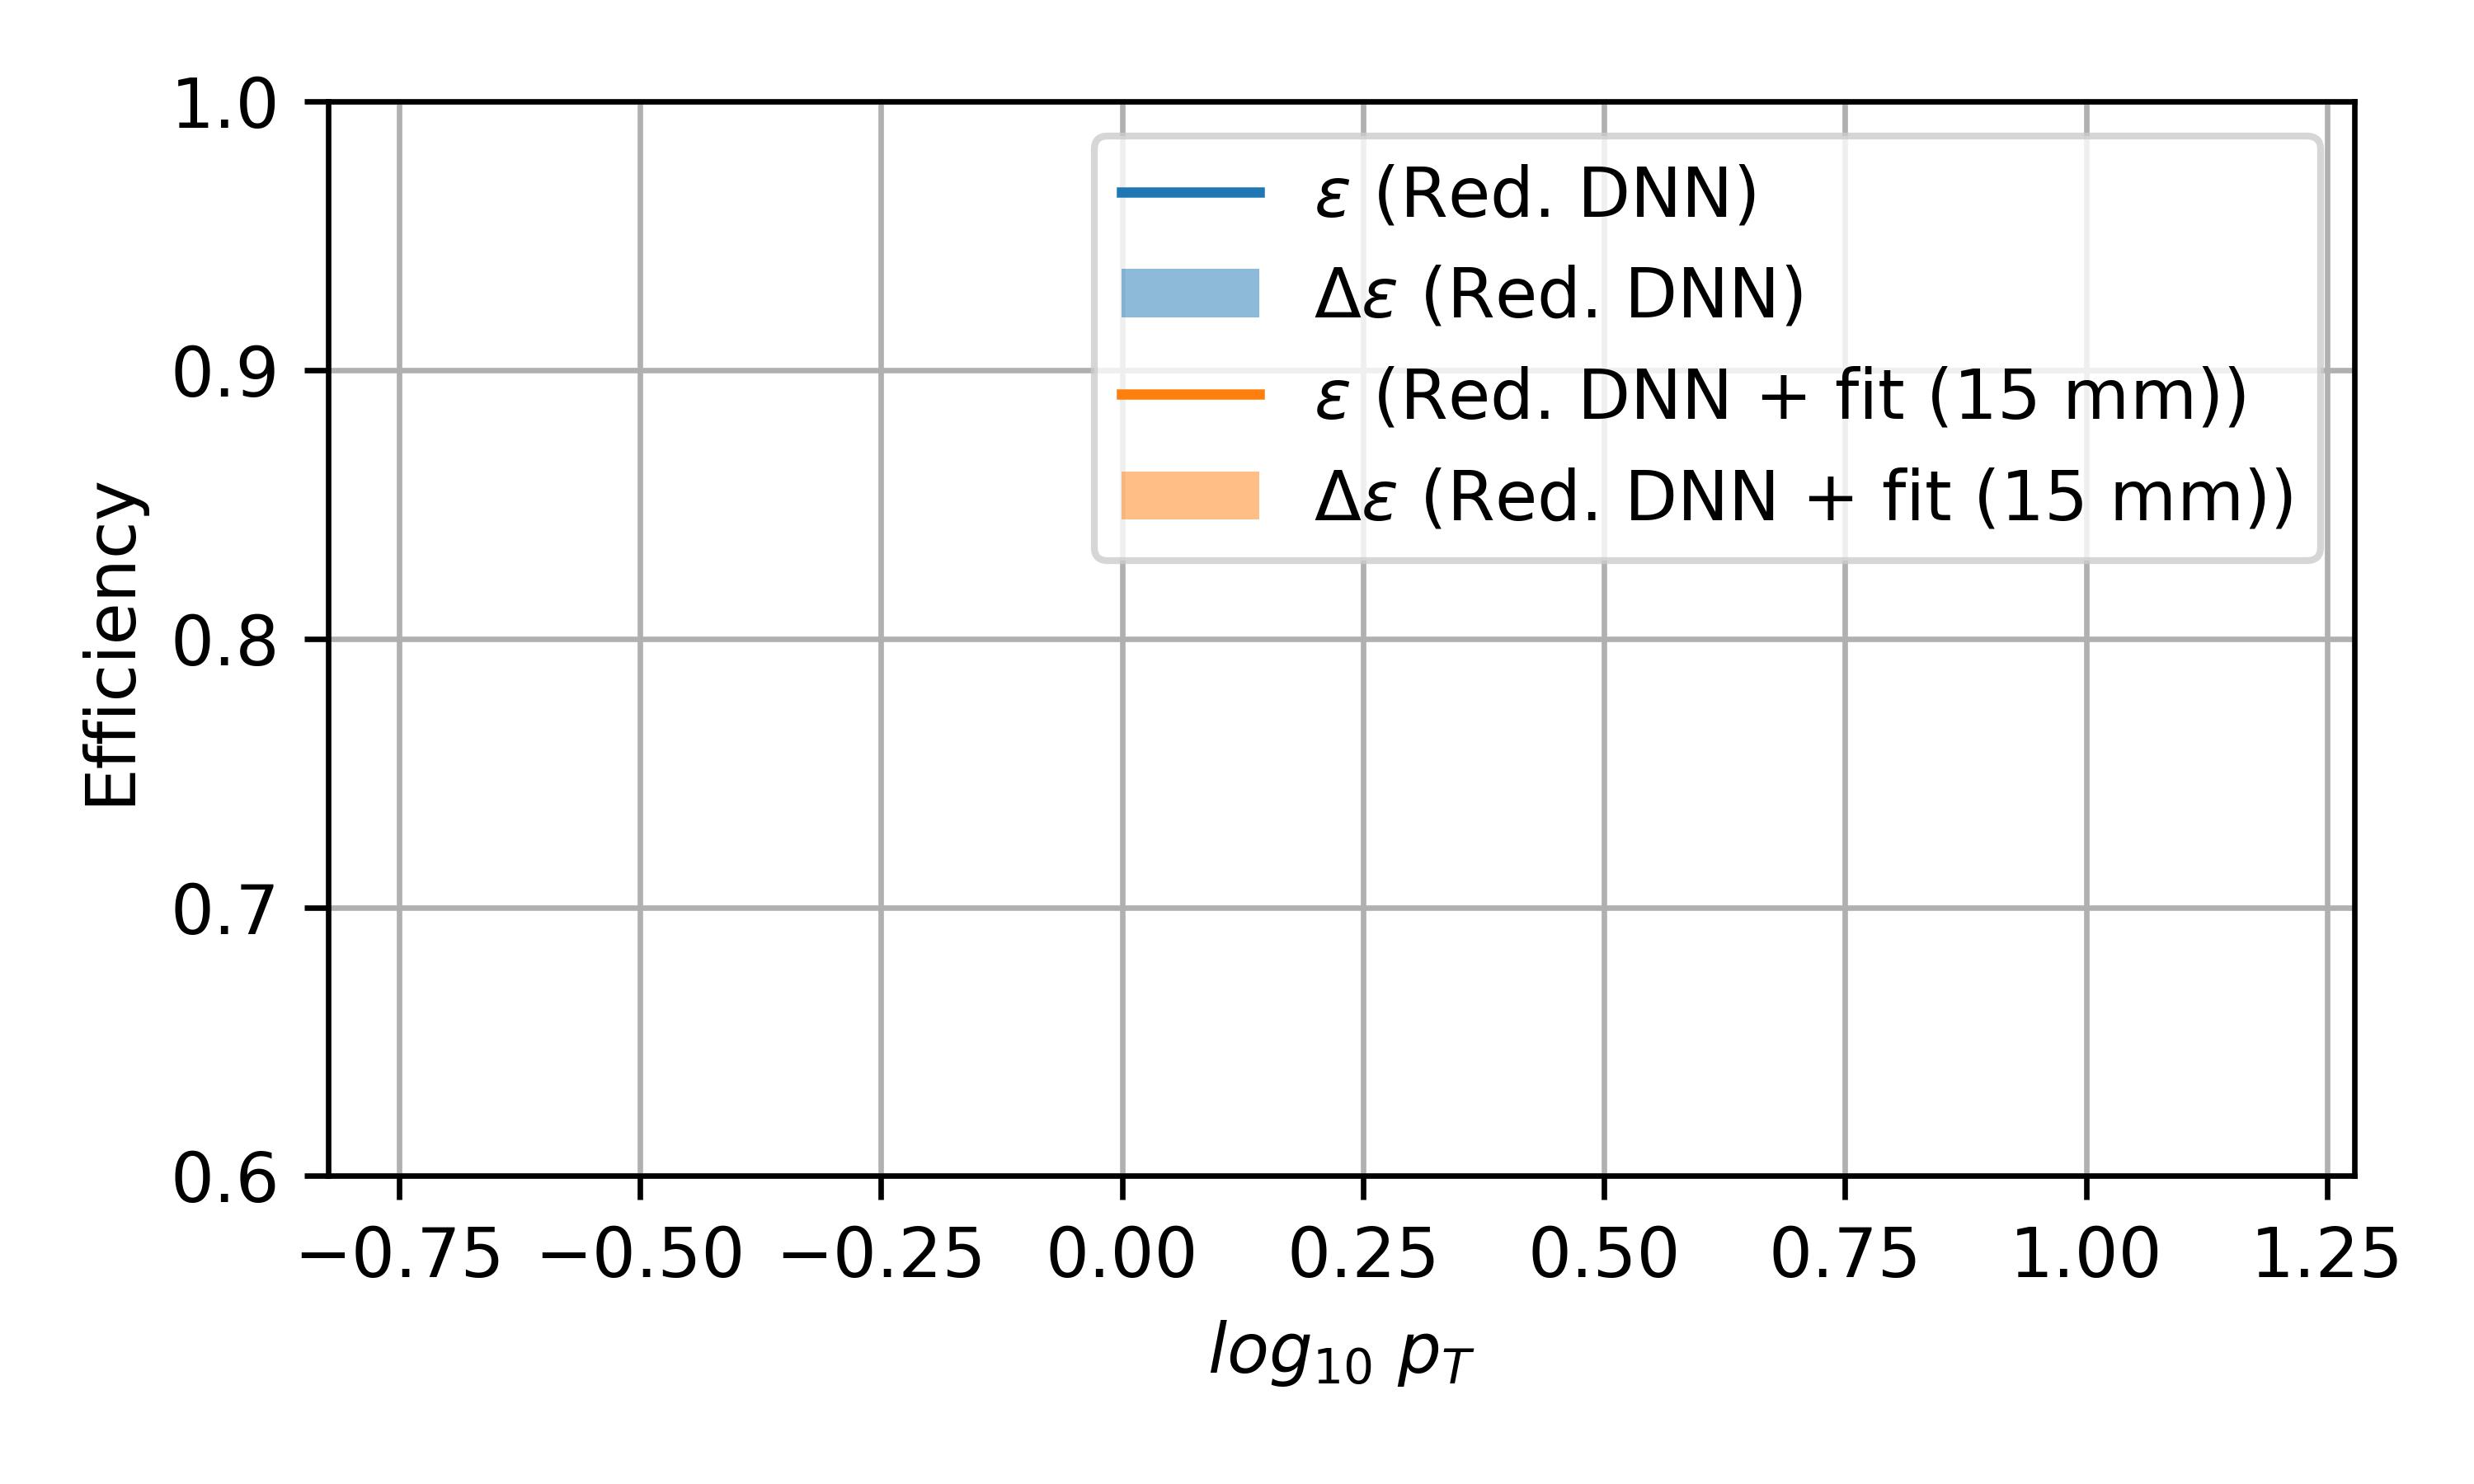 1.0
0.9
0.8
0.7
0.6
Efficiency
ε (Red. DNN)
Δε (Red. DNN)
ε (Red. DNN + fit (15 mm))
Δε (Red. DNN + fit (15 mm))
−0.75 −0.50 −0.25 0.00 0.25 0.50 0.75 1.00 1.25
log₁₀ p_T